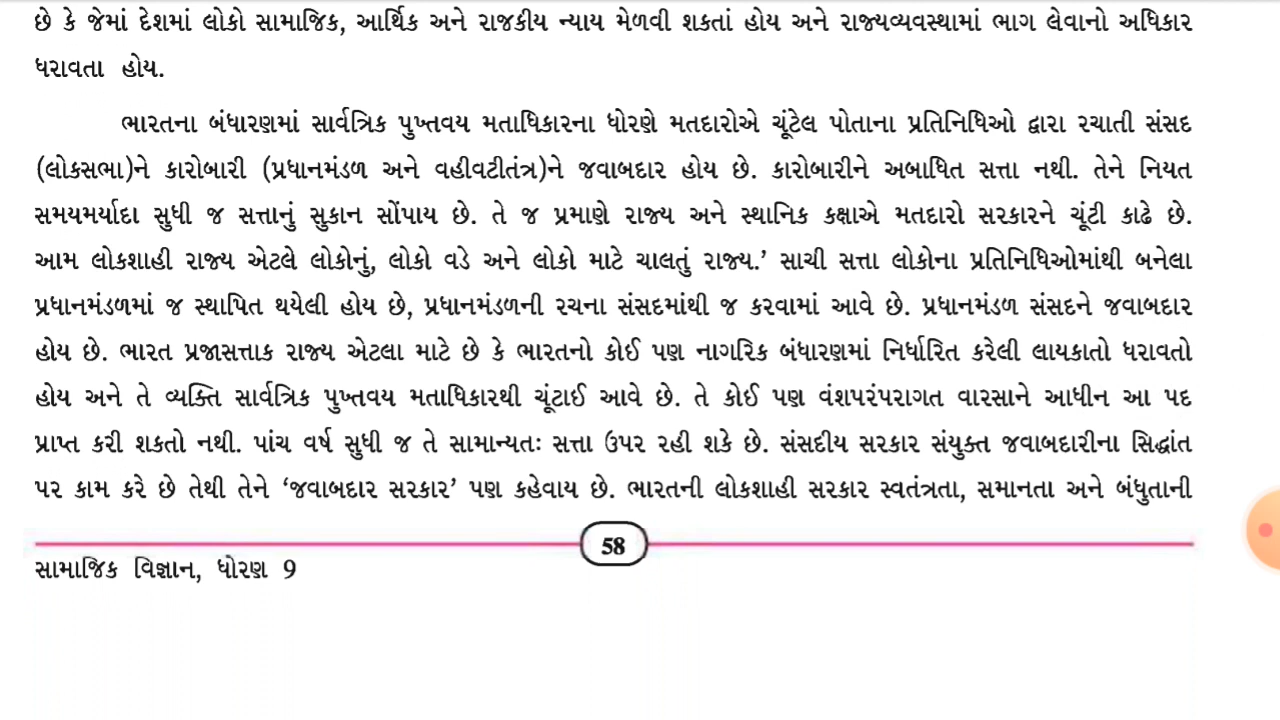 છે કે જેમાં દેશમાં લોકો સામાજિક, આર્થિક અને રાજકીય ન્યાય મેળવી શકતાં હોય અને રાજ્યવ્યવસ્થામાં ભાગ લેવાનો અધિકાર
ધરાવતા હોય.
ભારતના બંધારણમાં સાર્વત્રિક પુખ્તવય મતાધિકારના ધોરણે મતદારોએ ચૂંટેલ પોતાના પ્રતિનિધિઓ દ્વારા રચાતી સંસદ
(લોકસભા)ને કારોબારી (પ્રધાનમંડળ અને વહીવટીતંત્ર)ને જવાબદાર હોય છે. કારોબારીને અબાધિત સત્તા નથી. તેને નિયત
સમયમર્યાદા સુધી જ સત્તાનું સુકાન સોંપાય છે. તે જ પ્રમાણે રાજ્ય અને સ્થાનિક કક્ષાએ મતદારો સરકારને ચૂંટી કાઢે છે.
આમ લોકશાહી રાજ્ય એટલે લોકોનું, લોકો વડે અને લોકો માટે ચાલતું રાજ્ય.’ સાચી સત્તા લોકોના પ્રતિનિધિઓમાંથી બનેલા
પ્રધાનમંડળમાં જ સ્થાપિત થયેલી હોય છે, પ્રધાનમંડળની રચના સંસદમાંથી જ કરવામાં આવે છે. પ્રધાનમંડળ સંસદને જવાબદાર
હોય છે. ભારત પ્રજાસત્તાક રાજ્ય એટલા માટે છે કે ભારતનો કોઈ પણ નાગરિક બંધારણમાં નિર્ધારિત કરેલી લાયકાતો ધરાવતો
હોય અને તે વ્યક્તિ સાર્વત્રિક પુખ્તવય મતાધિકારથી ચૂંટાઈ આવે છે. તે કોઈ પણ વંશપરંપરાગત વારસાને આધીન આ પદ
પ્રાપ્ત કરી શકતો નથી. પાંચ વર્ષ સુધી જ તે સામાન્યતઃ સત્તા ઉપર રહી શકે છે. સંસદીય સરકાર સંયુક્ત જવાબદારીના સિદ્ધાંત
પર કામ કરે છે તેથી તેને ‘જવાબદાર સરકાર’ પણ કહેવાય છે. ભારતની લોકશાહી સરકાર સ્વતંત્રતા, સમાનતા અને બંધુતાની
58
સામાજિક વિજ્ઞાન, ધોરણ 9